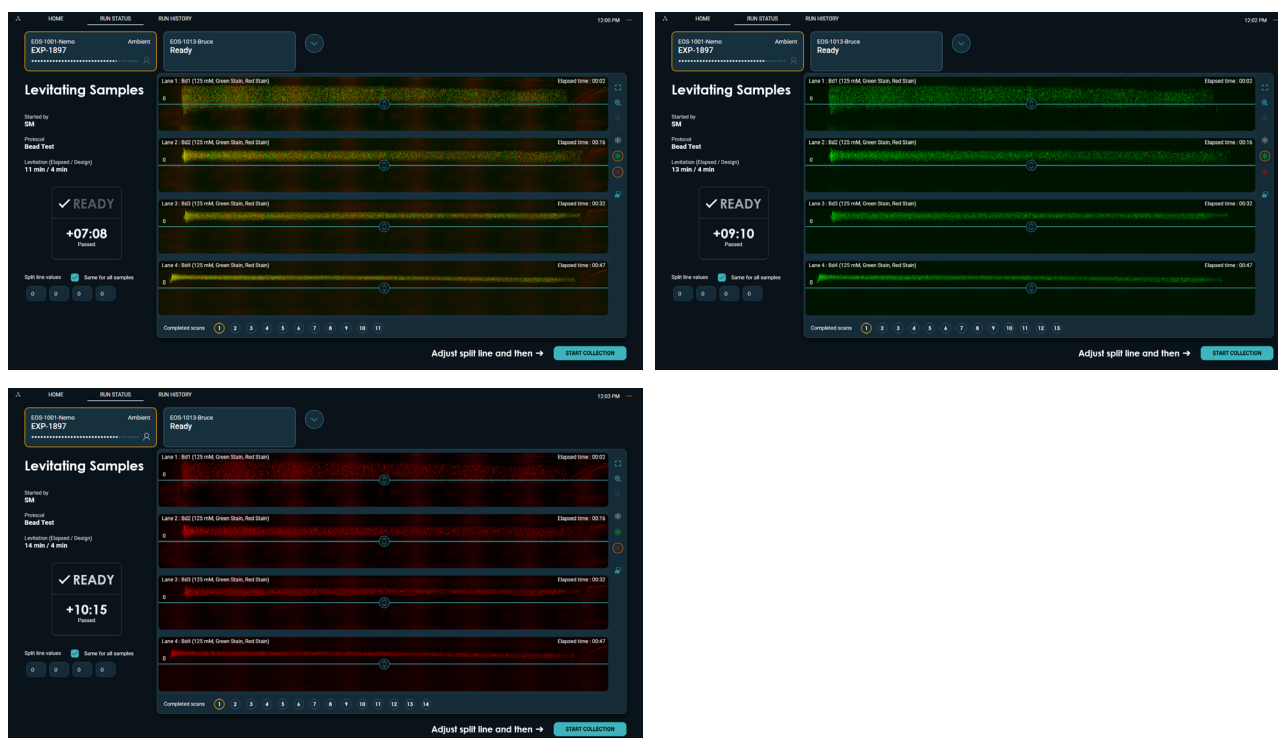 HOME RUN STATUS RUN HISTORY 12:00 PM
EOS-1001-Nemo Ambient
EXP-1897
EOS-1013-Bruce
Ready
Levitating Samples
Started by
SM
Protocol
Bead Test
Levitation (Elapsed / Design)
11 min / 4 min
READY
+07:08
Passed
Split line values Same for all samples
0 0 0 0
Lane 1 : Bd1 (125 mM, Green Stain, Red Stain) Elapsed time : 00:02
0
Lane 2 : Bd2 (125 mM, Green Stain, Red Stain) Elapsed time : 00:16
0
Lane 3 : Bd3 (125 mM, Green Stain, Red Stain) Elapsed time : 00:32
0
Lane 4 : Bd4 (125 mM, Green Stain, Red Stain) Elapsed time : 00:47
0
Completed scans 1 2 3 4 5 6 7 8 9 10 11
Adjust split line and then → START COLLECTION
HOME RUN STATUS RUN HISTORY 12:02 PM
EOS-1001-Nemo Ambient
EXP-1897
EOS-1013-Bruce
Ready
Levitating Samples
Started by
SM
Protocol
Bead Test
Levitation (Elapsed / Design)
13 min / 4 min
READY
+09:10
Passed
Split line values Same for all samples
0 0 0 0
Lane 1 : Bd1 (125 mM, Green Stain, Red Stain) Elapsed time : 00:02
0
Lane 2 : Bd2 (125 mM, Green Stain, Red Stain) Elapsed time : 00:16
0
Lane 3 : Bd3 (125 mM, Green Stain, Red Stain) Elapsed time : 00:32
0
Lane 4 : Bd4 (125 mM, Green Stain, Red Stain) Elapsed time : 00:47
0
Completed scans 1 2 3 4 5 6 7 8 9 10 11 12 13
Adjust split line and then → START COLLECTION
HOME RUN STATUS RUN HISTORY 12:03 PM
EOS-1001-Nemo Ambient
EXP-1897
EOS-1013-Bruce
Ready
Levitating Samples
Started by
SM
Protocol
Bead Test
Levitation (Elapsed / Design)
14 min / 4 min
READY
+10:15
Passed
Split line values Same for all samples
0 0 0 0
Lane 1 : Bd1 (125 mM, Green Stain, Red Stain) Elapsed time : 00:02
0
Lane 2 : Bd2 (125 mM, Green Stain, Red Stain) Elapsed time : 00:16
0
Lane 3 : Bd3 (125 mM, Green Stain, Red Stain) Elapsed time : 00:32
0
Lane 4 : Bd4 (125 mM, Green Stain, Red Stain) Elapsed time : 00:47
0
Completed scans 1 2 3 4 5 6 7 8 9 10 11 12 13 14
Adjust split line and then → START COLLECTION